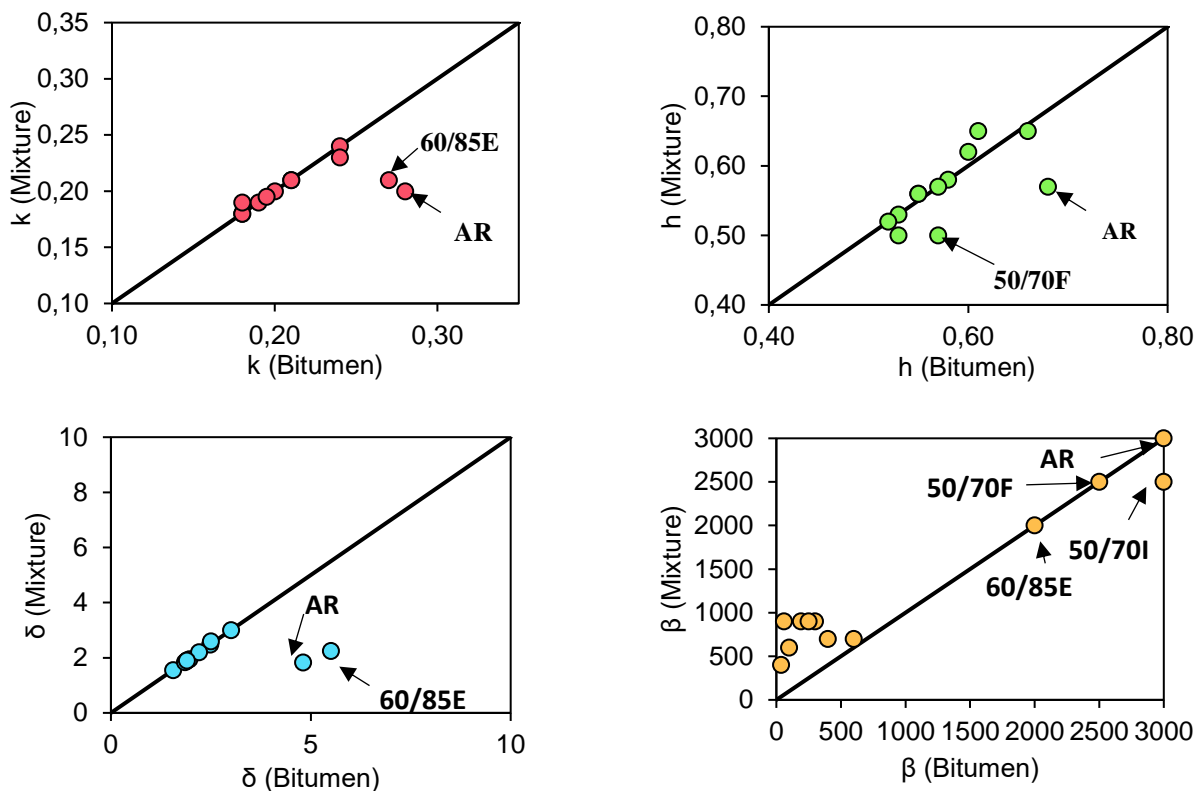 0,35
0,30
0,25
0,20
0,15
0,10
k (Mixture)
60/85E
AR
0,10
0,20
0,30
k (Bitumen)
0,80
0,70
0,60
0,50
0,40
h (Mixture)
AR
50/70F
0,40
0,60
0,80
h (Bitumen)
10
8
6
4
2
0
δ (Mixture)
AR
60/85E
0
5
10
δ (Bitumen)
3000
2500
2000
1500
1000
500
0
β (Mixture)
AR
50/70F
50/70I
60/85E
0
500
1000
1500
2000
2500
3000
β (Bitumen)